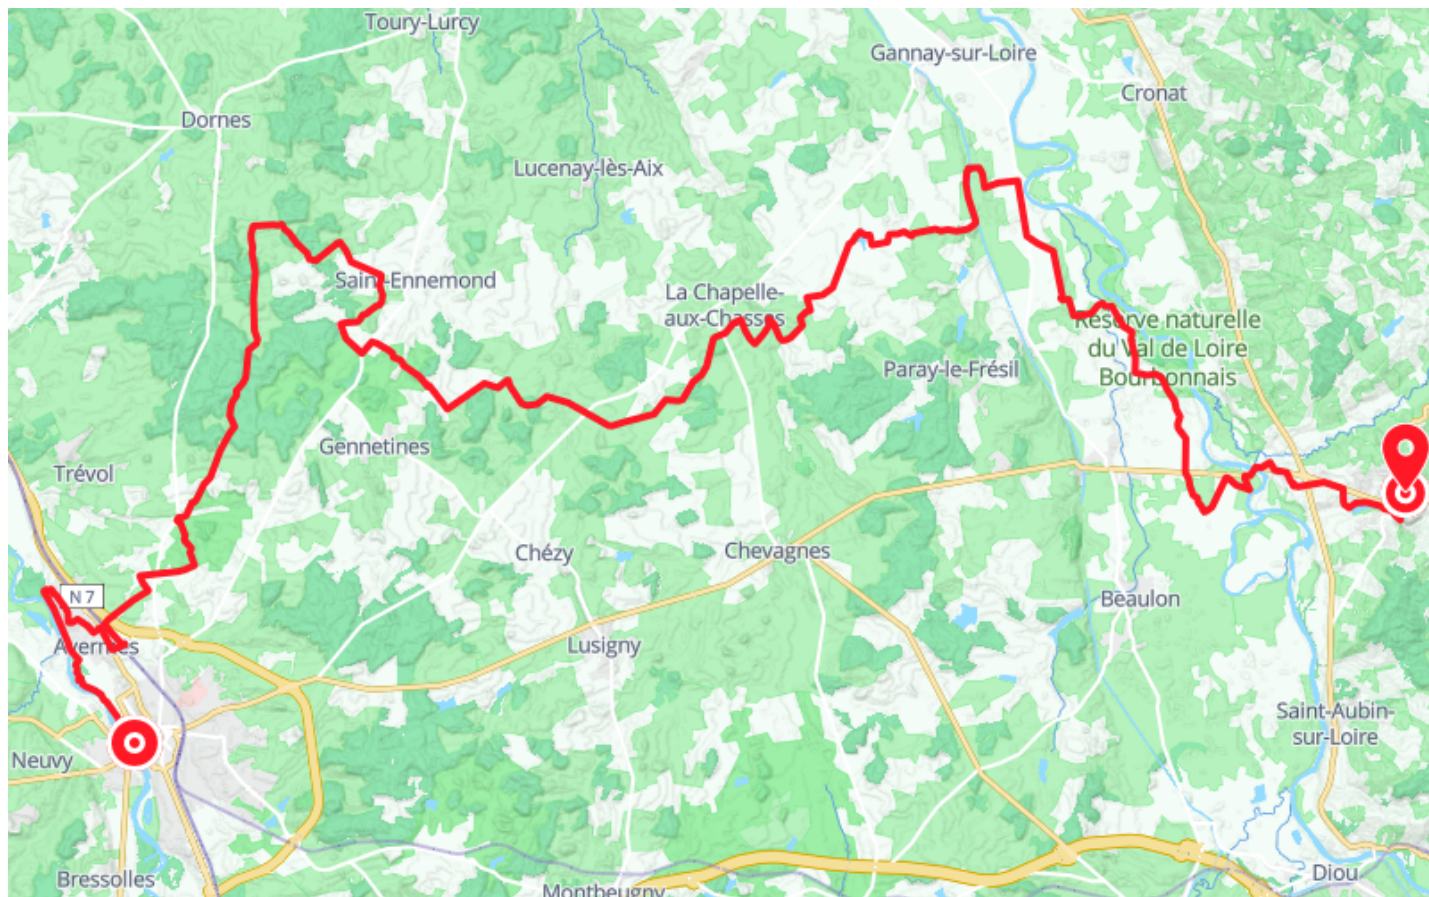 Toury-Lurcy
Gannay-sur-Loire
Cronat
Dornes
Lucenay-lès-Aix
Saint-Ennemond
La Chapelle-
aux-Chasses
Réserve naturelle
du Val de Loire
Bourbonnais
Paray-le-Frésil
Gennetines
Trévol
Chézy
Chevagnes
N 7
Beaulon
Avermes
Lusigny
Saint-Aubin-
sur-Loire
Neuvy
Bressolles
Montbeugny
Diou